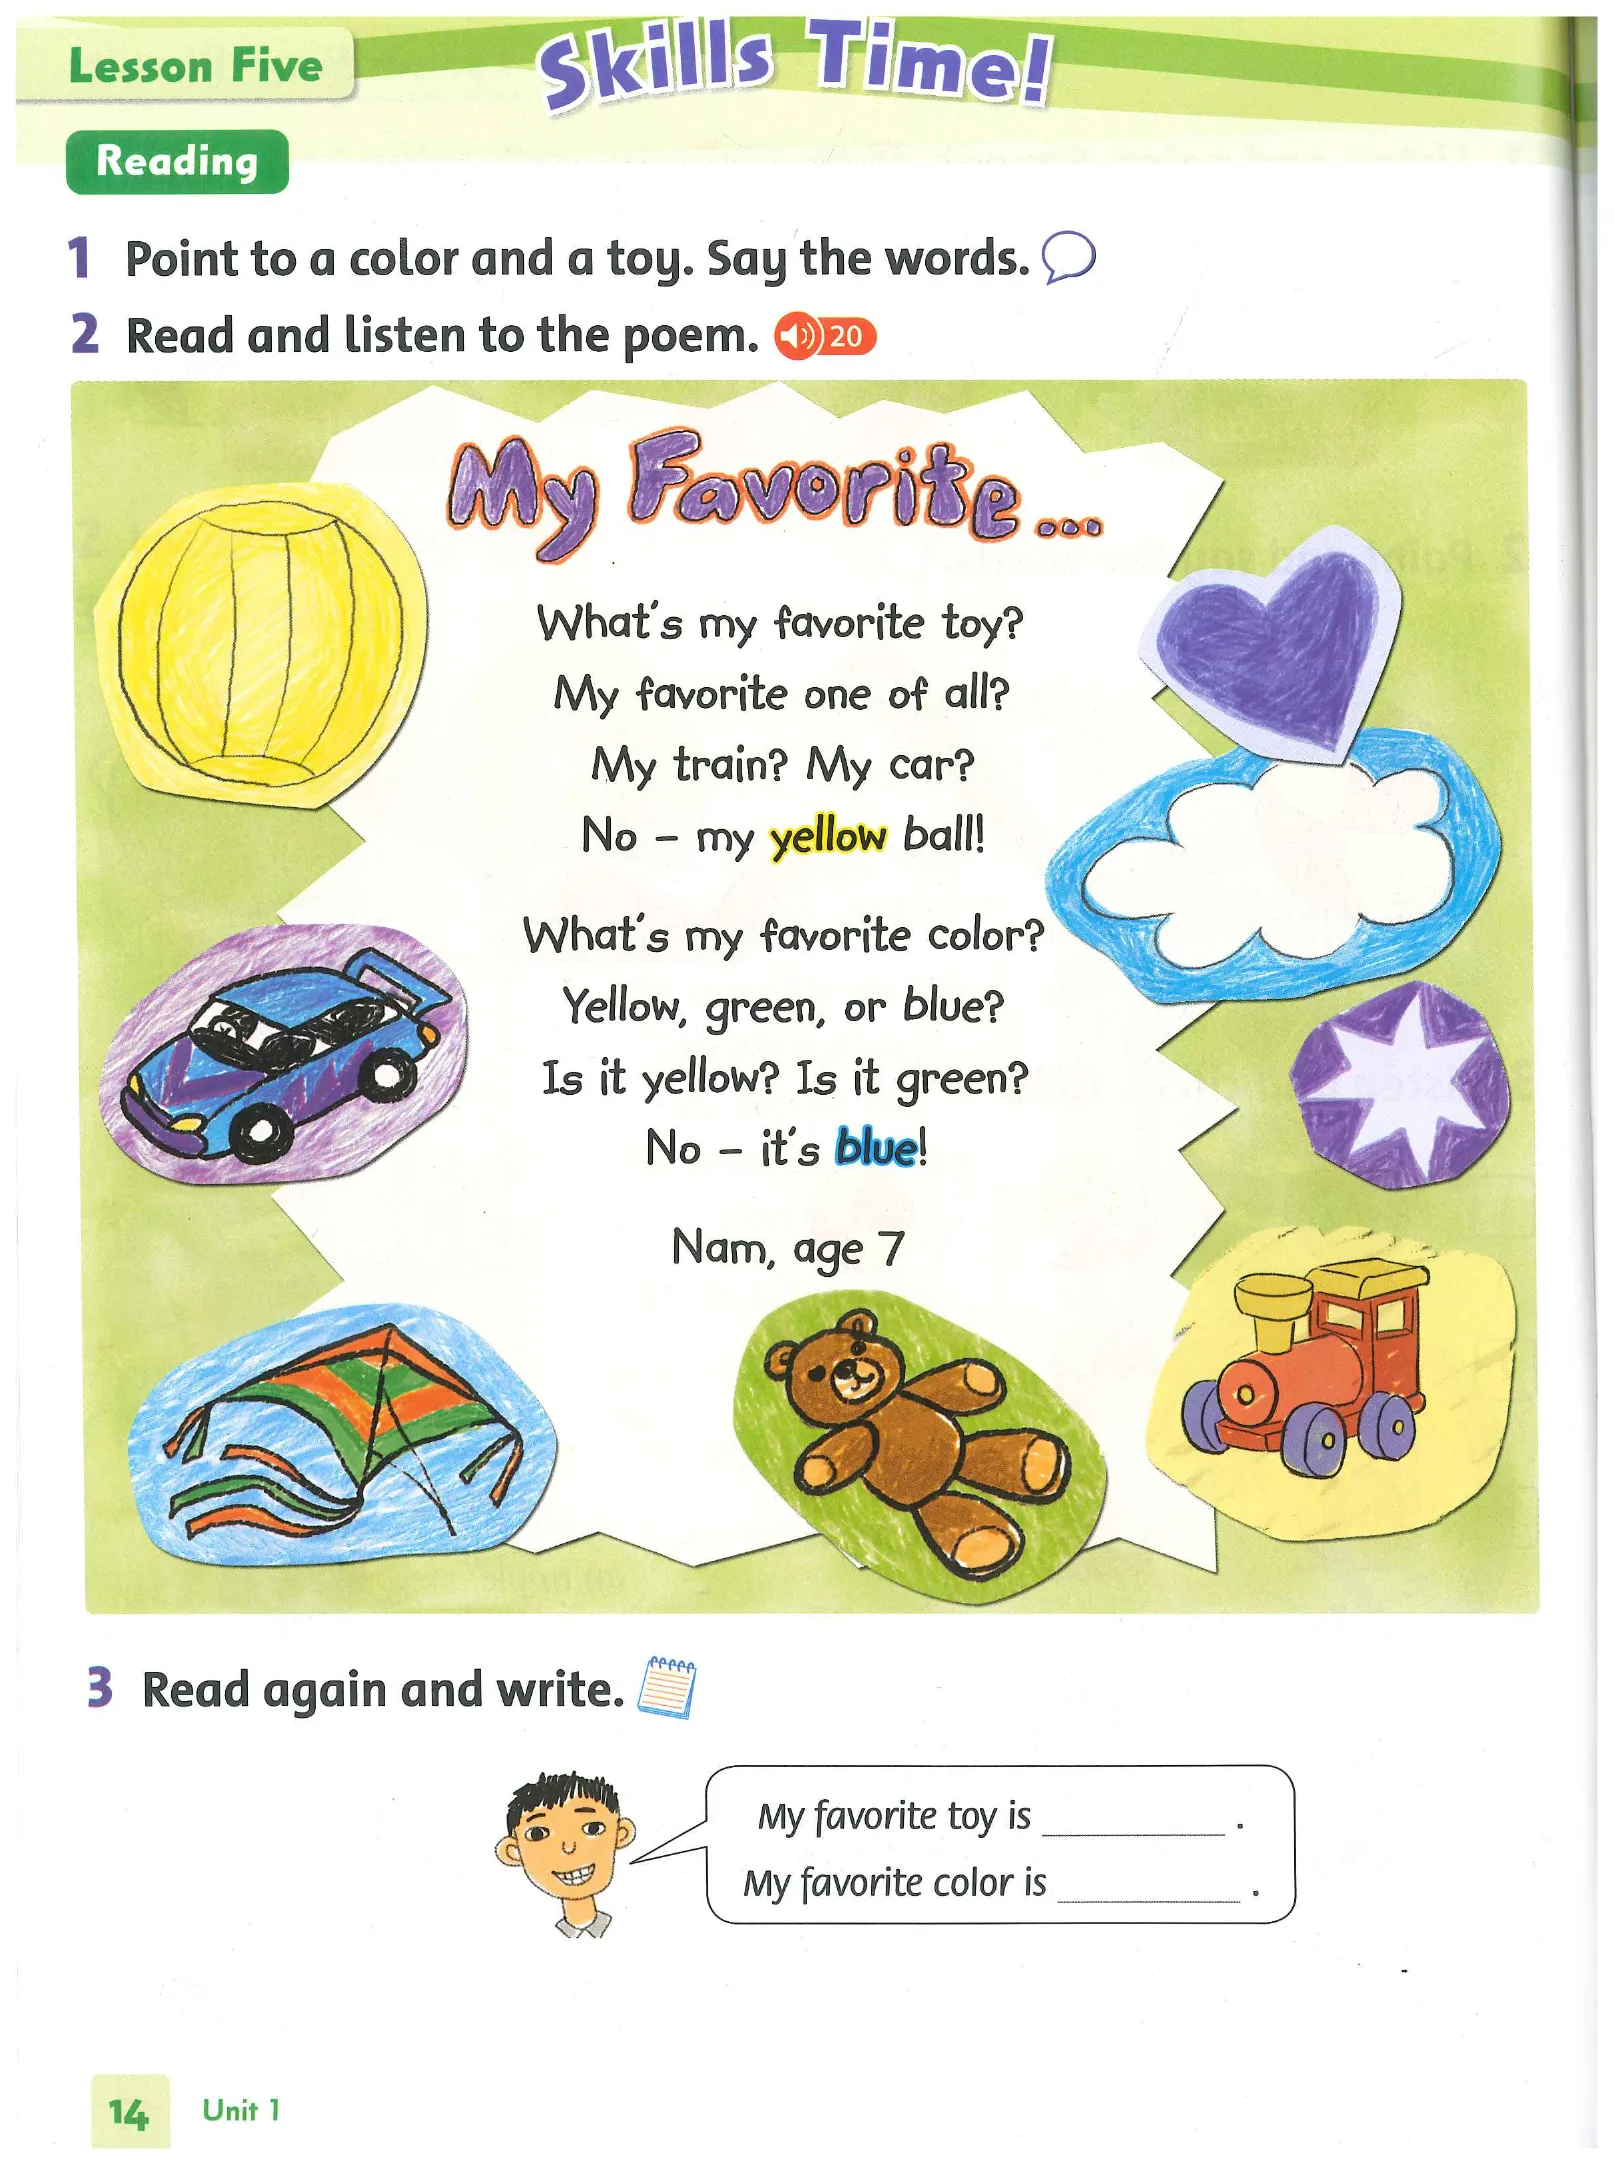 Lesson Five
Skills Time!
Reading
1 Point to a color and a toy. Say the words.
2 Read and listen to the poem. 20
My Favorite...
What's my favorite toy?
My favorite one of all?
My train? My car?
No – my yellow ball!
What's my favorite color?
Yellow, green, or blue?
Is it yellow? Is it green?
No – it's blue!
Nam, age 7
3 Read again and write.
My favorite toy is __________ .
My favorite color is __________ .
14 Unit 1